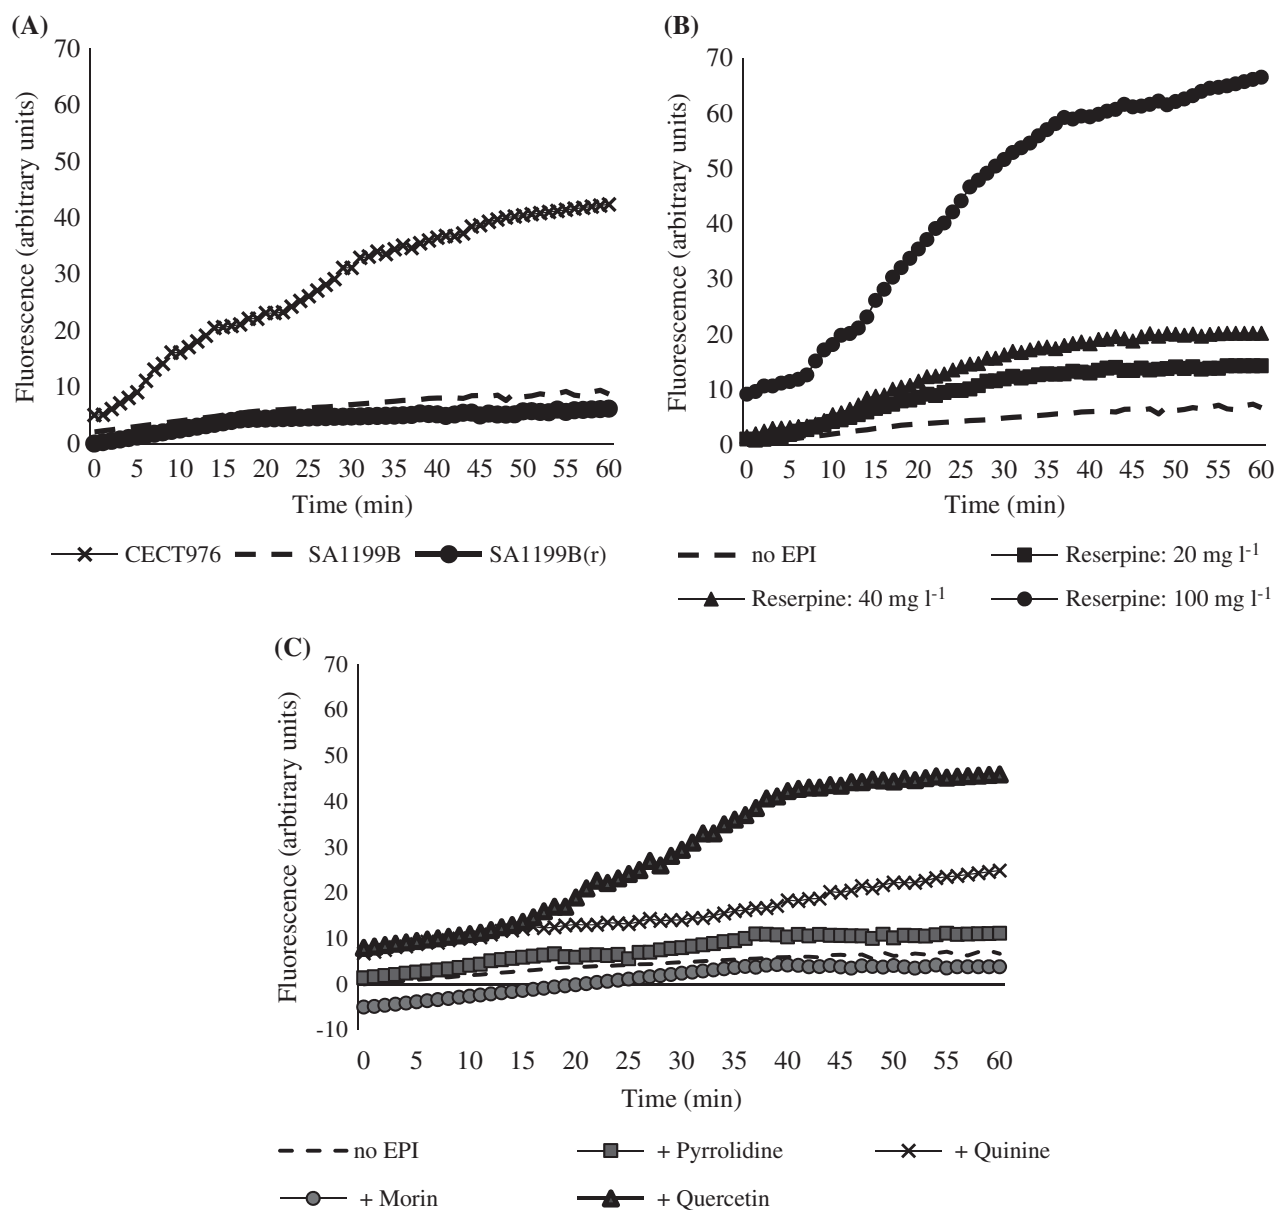 (A)
70
60
50
40
30
20
10
0
Fluorescence (arbitrary units)
0 5 10 15 20 25 30 35 40 45 50 55 60
Time (min)
CECT976 SA1199B SA1199B(r)
(B)
70
60
50
40
30
20
10
0
Fluorescemce (arbitrary units)
0 5 10 15 20 25 30 35 40 45 50 55 60
Time (min)
no EPI Reserpine: 20 mg l-1
Reserpine: 40 mg l-1 Reserpine: 100 mg l-1
(C)
70
60
50
40
30
20
10
0
-10
Fluorescence (arbtirary units)
0 5 10 15 20 25 30 35 40 45 50 55 60
Time (min)
no EPI + Pyrrolidine + Quinine
+ Morin + Quercetin